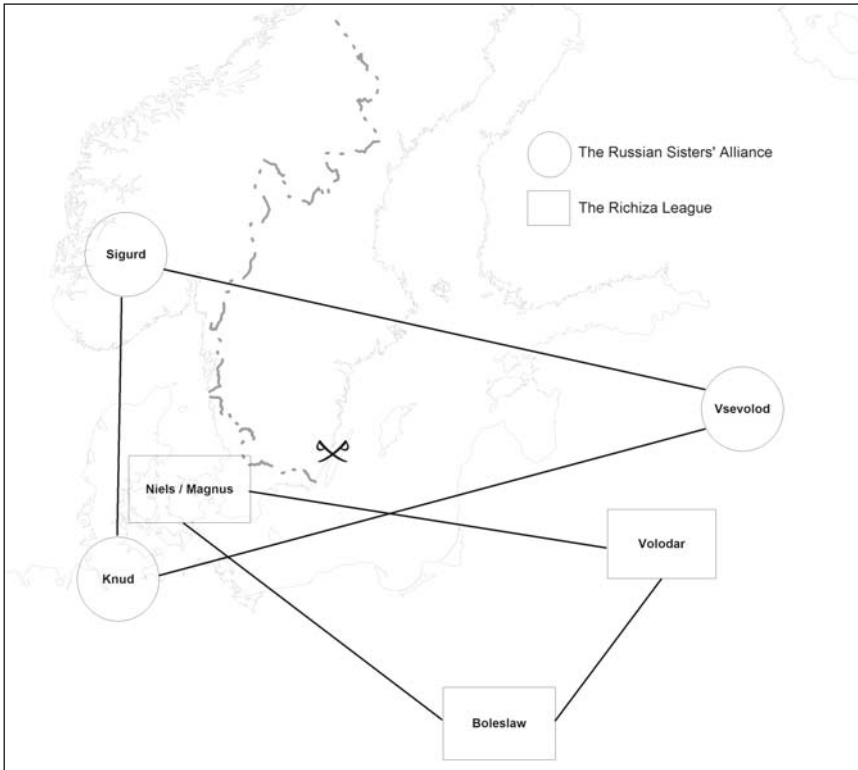 The Russian Sisters' Alliance
The Richiza League
Sigurd
Vsevolod
Niels / Magnus
Volodar
Knud
Boleslaw